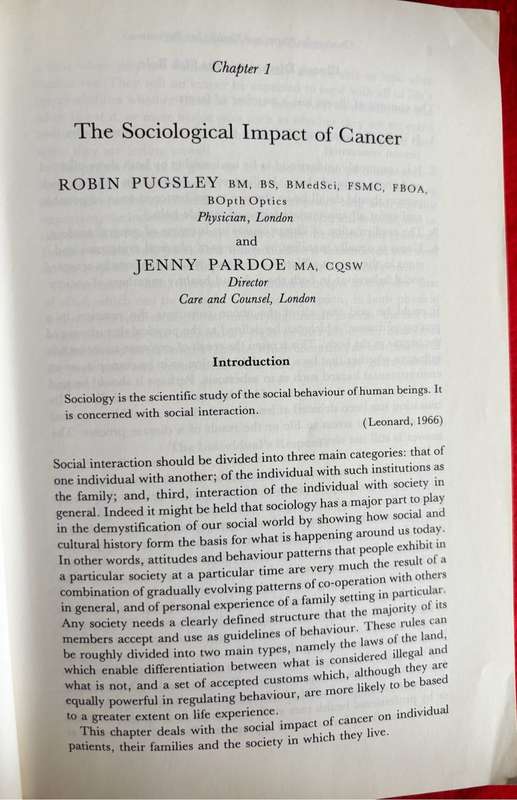 Chapter 1
The Sociological Impact of Cancer
ROBIN PUGSLEY BM, BS, BMedSci, FSMC, FBOA,
BOpth Optics
Physician, London
and
JENNY PARDOE MA, CQSW
Director
Care and Counsel, London
Introduction
Sociology is the scientific study of the social behaviour of human beings. It
is concerned with social interaction.
(Leonard, 1966)
Social interaction should be divided into three main categories: that of
one individual with another; of the individual with such institutions as
the family; and, third, interaction of the individual with society in
general. Indeed it might be held that sociology has a major part to play
in the demystification of our social world by showing how social and
cultural history form the basis for what is happening around us today.
In other words, attitudes and behaviour patterns that people exhibit in
a particular society at a particular time are very much the result of a
combination of gradually evolving patterns of co-operation with others
in general, and of personal experience of a family setting in particular.
Any society needs a clearly defined structure that the majority of its
members accept and use as guidelines of behaviour. These rules can
be roughly divided into two main types, namely the laws of the land,
which enable differentiation between what is considered illegal and
what is not, and a set of accepted customs which, although they are
equally powerful in regulating behaviour, are more likely to be based
to a greater extent on life experience.
This chapter deals with the social impact of cancer on individual
patients, their families and the society in which they live.